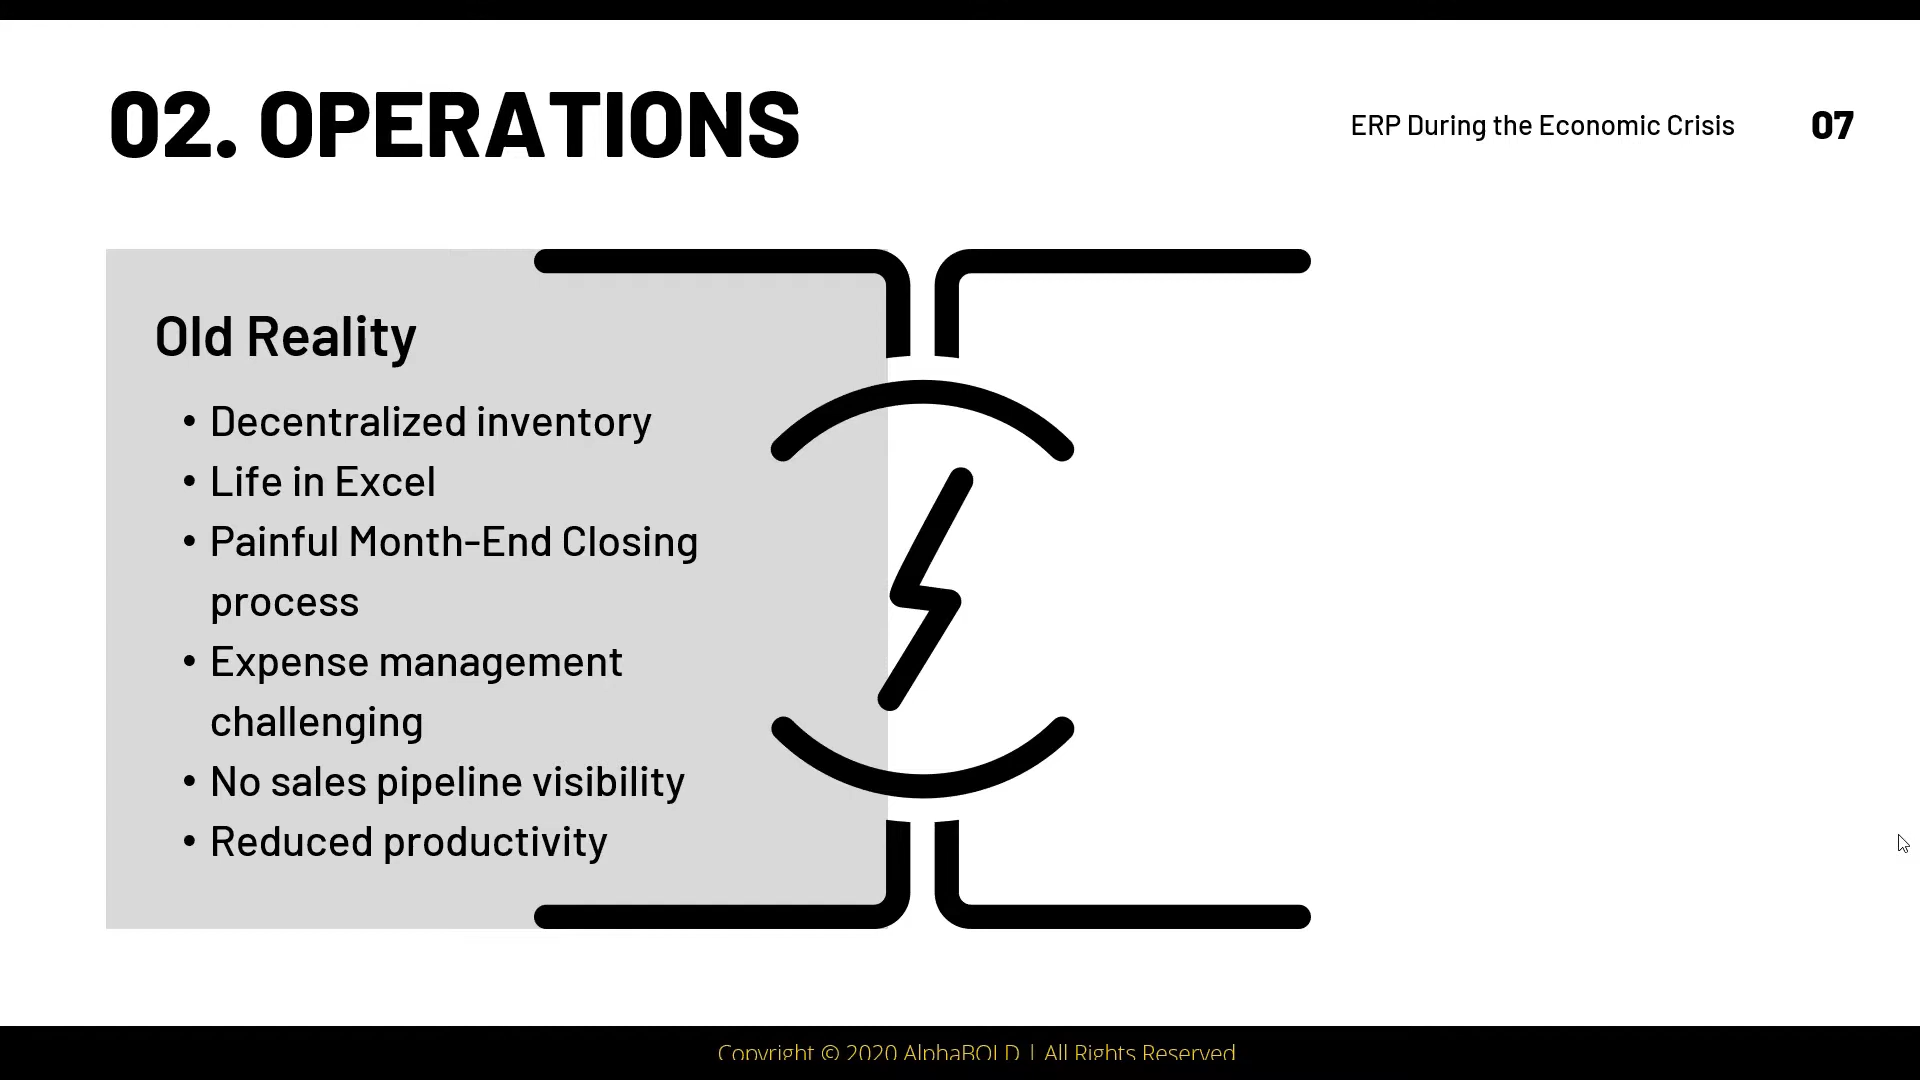 02. OPERATIONS
ERP During the Economic Crisis
07
Old Reality
• Decentralized inventory
• Life in Excel
• Painful Month-End Closing
process
• Expense management
challenging
• No sales pipeline visibility
• Reduced productivity
Copyright © 2020 AlphaBOLD | All Rights Reserved